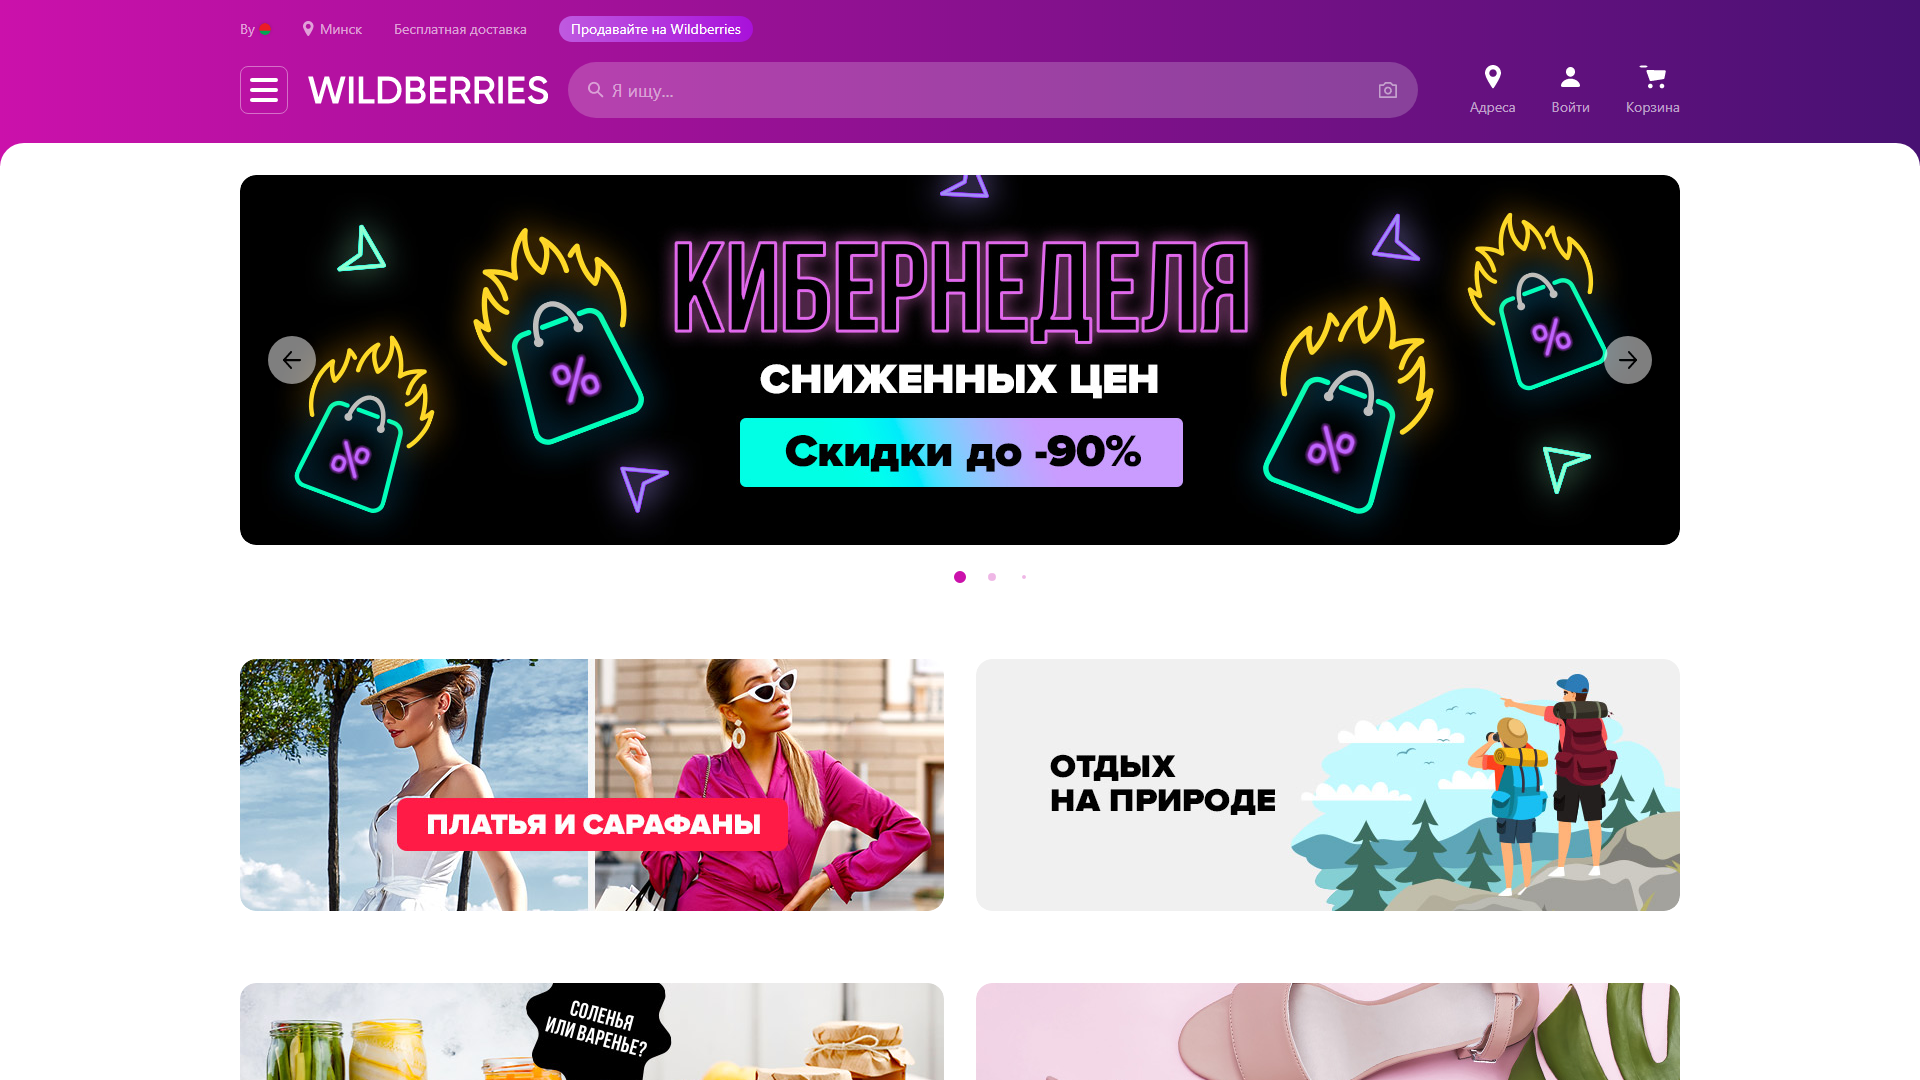 By
Минск
Бесплатная доставка
Продавайте на Wildberries
WILDBERRIES
Я ищу...
Адреса
Войти
Корзина
КИБЕРНЕДЕЛЯ
СНИЖЕННЫХ ЦЕН
Скидки до -90%
ПЛАТЬЯ И САРАФАНЫ
ОТДЫХ
НА ПРИРОДЕ
СОЛЕНЬЯ
ИЛИ ВАРЕНЬЕ?